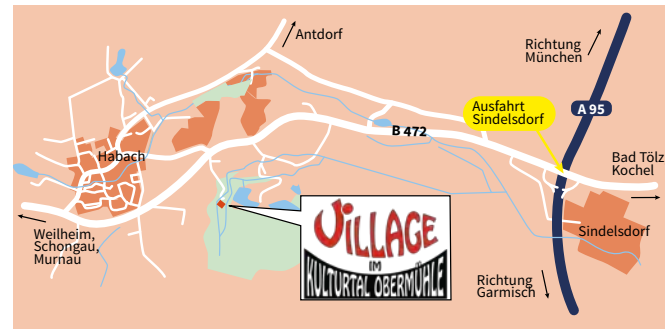 Antdorf
Richtung
München
Ausfahrt
Sindelsdorf
A 95
B 472
Habach
Bad Tölz
Kochel
Weilheim,
Schongau,
Murnau
VILLAGE
IM
KULTURTAL OBERMÜHLE
Sindelsdorf
Richtung
Garmisch